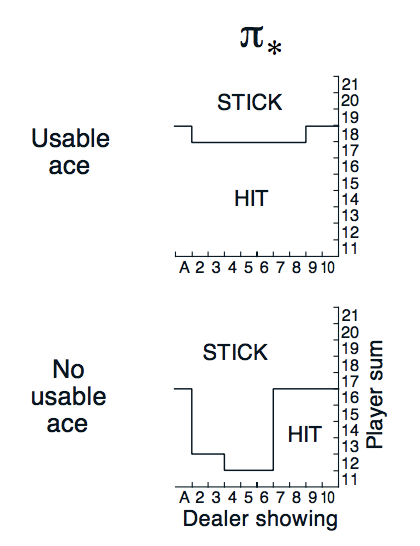 π*
STICK
Usable
ace
HIT
21
20
19
18
17
16
15
14
13
12
11
A 2 3 4 5 6 7 8 9 10
STICK
No
usable
ace
HIT
21
20
19
18
17
16
15
14
13
12
11
Player sum
A 2 3 4 5 6 7 8 9 10
Dealer showing